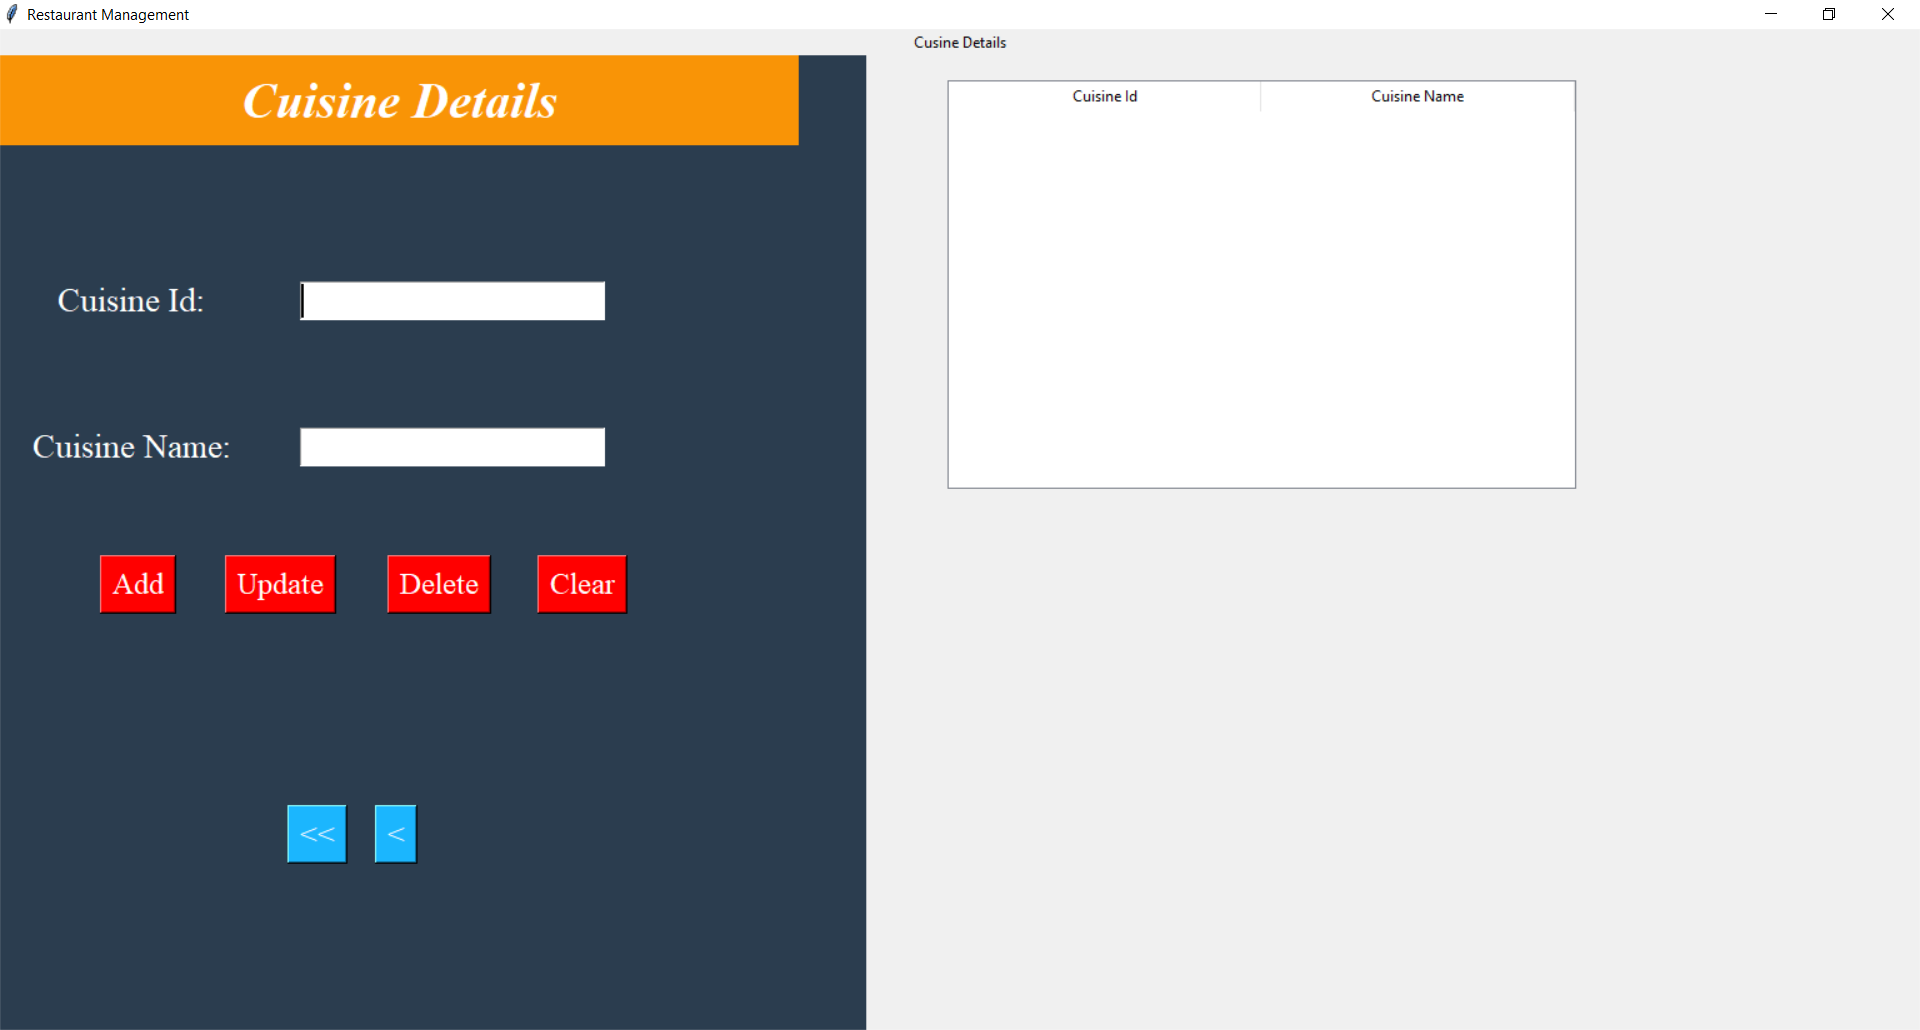 Restaurant Management
Cuisine Details
Cuisine Id:
Cuisine Name:
Add Update Delete Clear
<< <
Cusine Details
Cuisine Id Cuisine Name